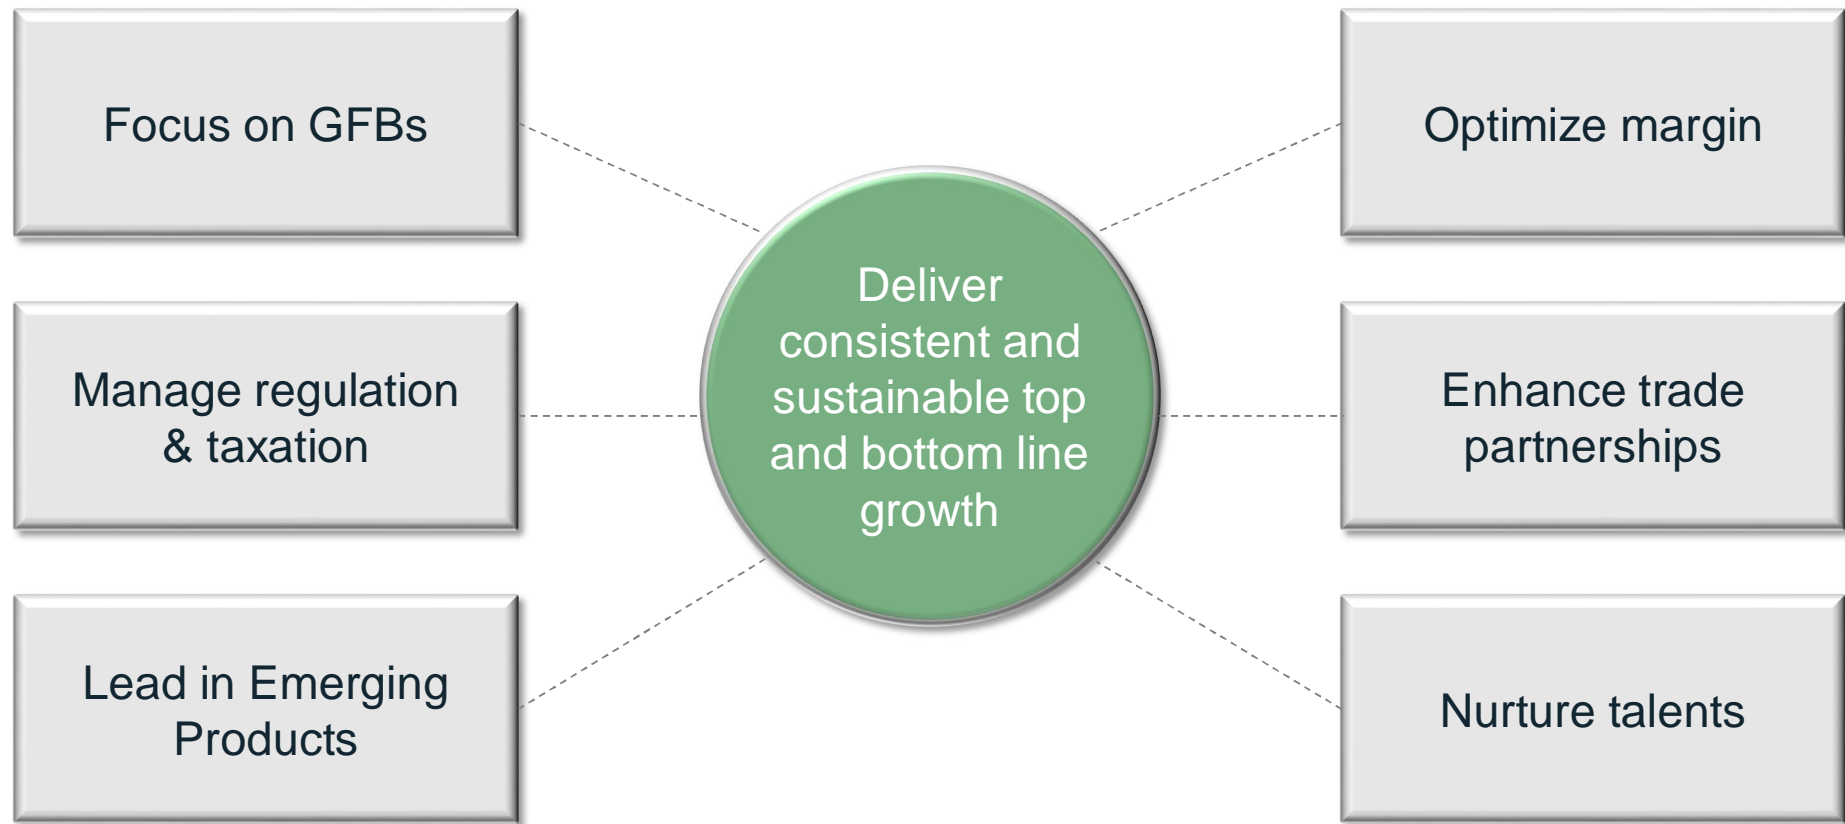 Focus on GFBs
Manage regulation
& taxation
Lead in Emerging
Products
Deliver
consistent and
sustainable top
and bottom line
growth
Optimize margin
Enhance trade
partnerships
Nurture talents